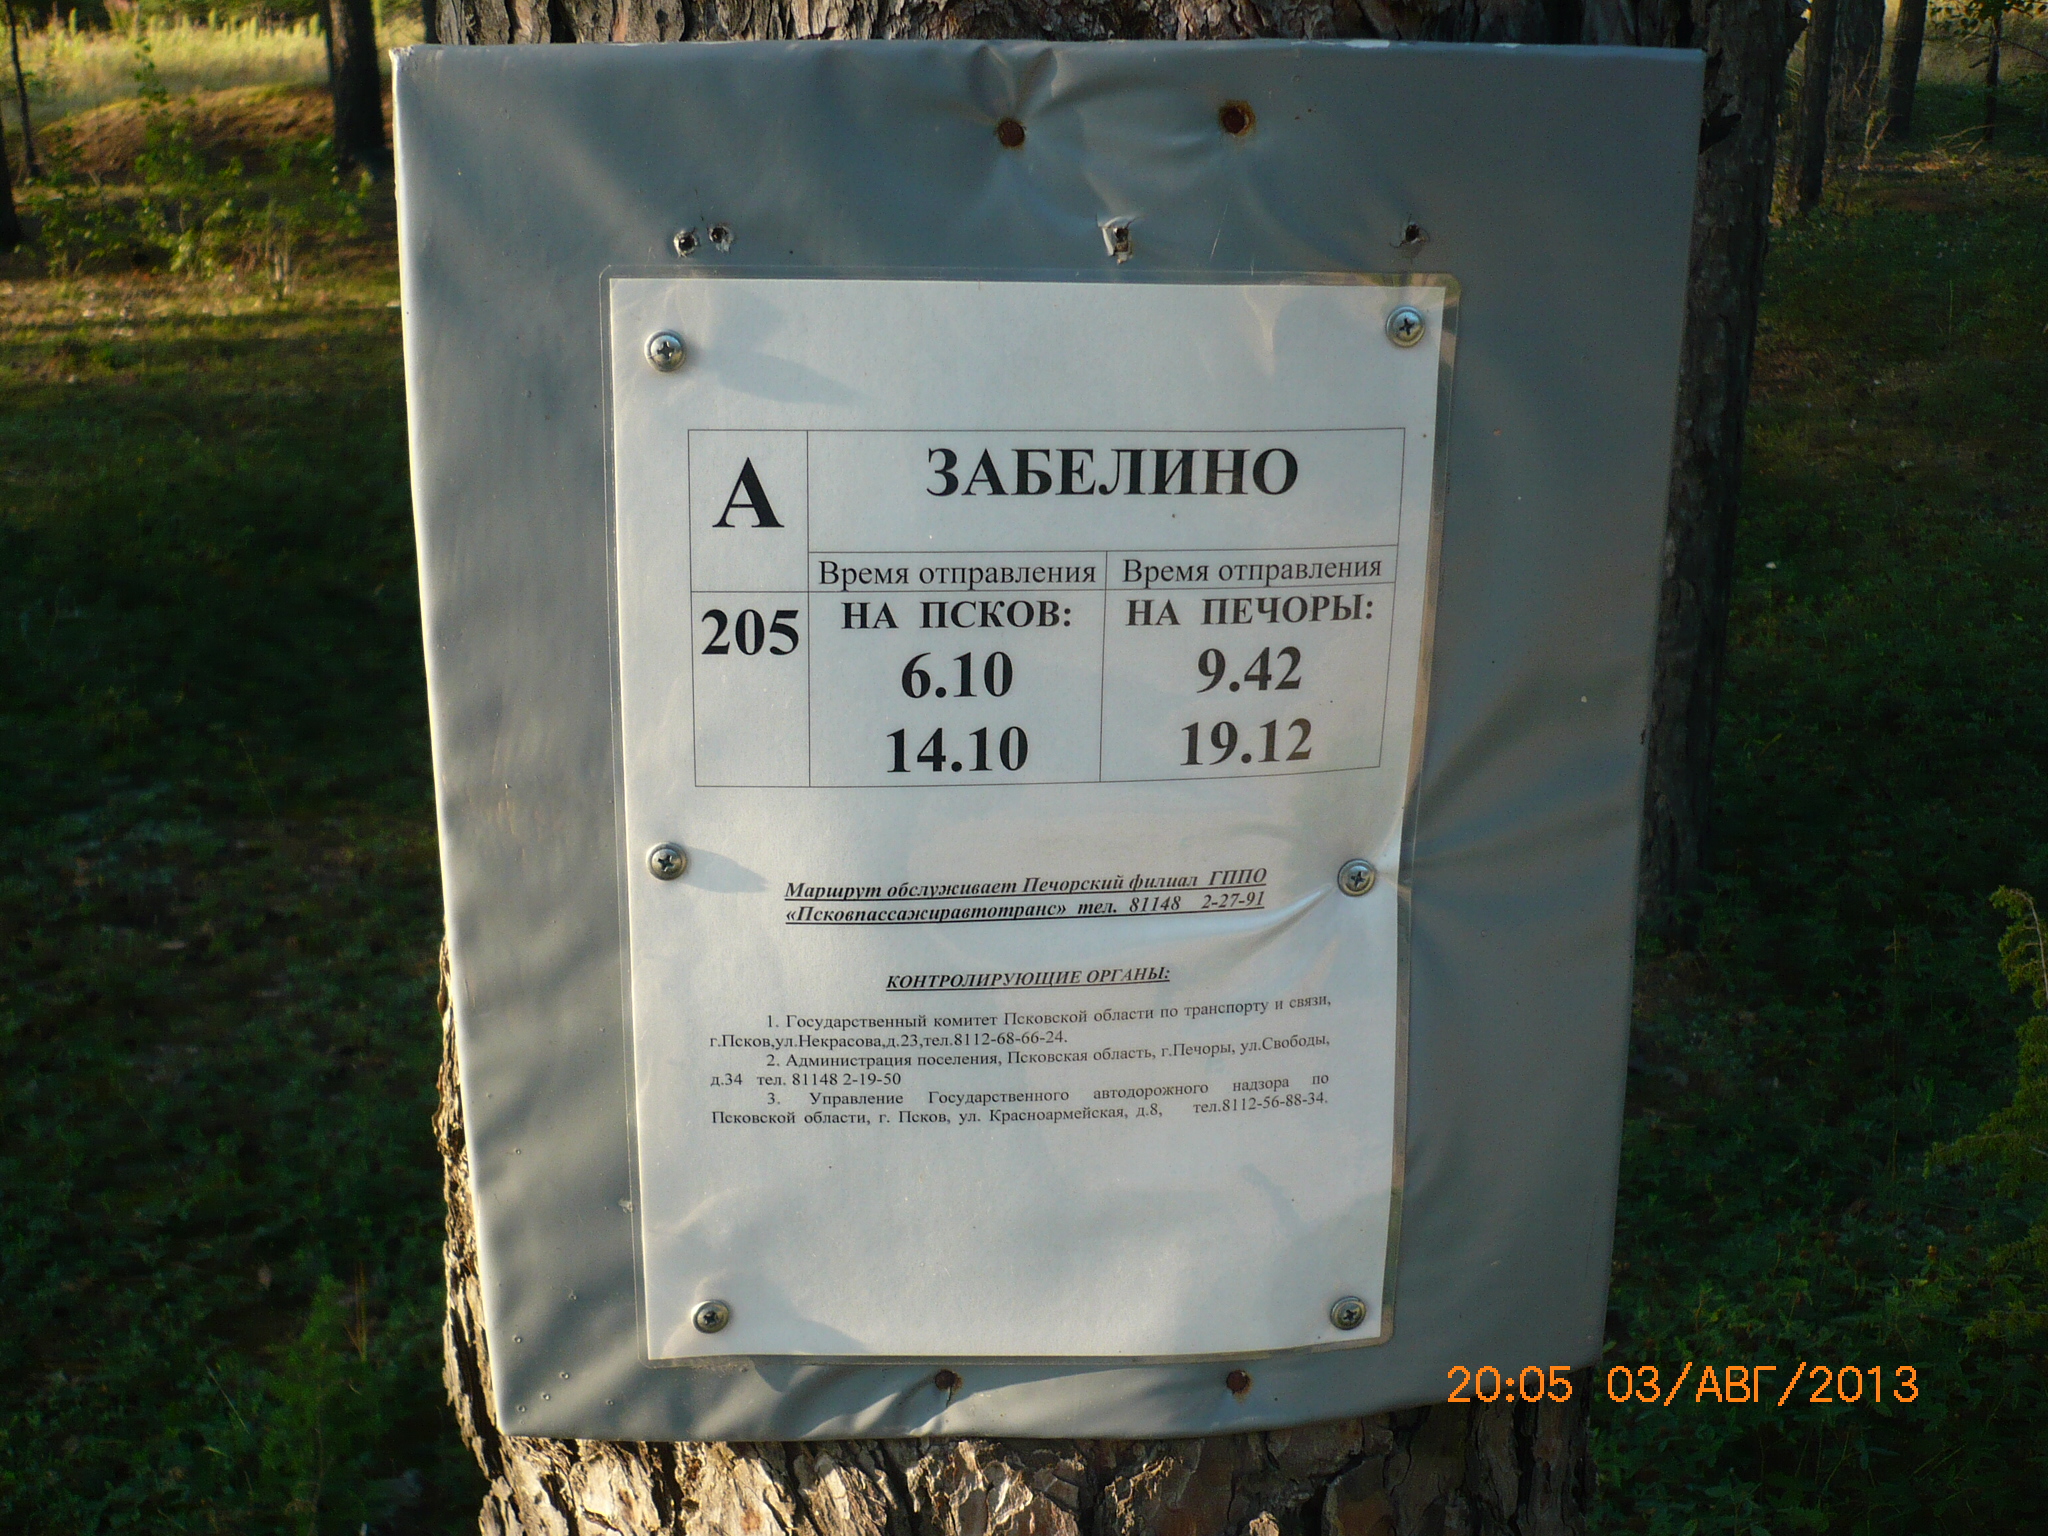 А
ЗАБЕЛИНО
Время отправления
Время отправления
205
НА ПСКОВ:
НА ПЕЧОРЫ:
6.10
9.42
14.10
19.12
Маршрут обслуживает Печорский филиал ГППО
«Псковпассажиравтотранс» тел. 81148 2-27-91
КОНТРОЛИРУЮЩИЕ ОРГАНЫ:
1. Государственный комитет Псковской области по транспорту и связи,
г.Псков,ул.Некрасова,д.23,тел.8112-68-66-24.
2. Администрация поселения, Псковская область, г.Печоры, ул.Свободы,
д.34 тел. 81148 2-19-50
3. Управление Государственного автодорожного надзора по
Псковской области, г. Псков, ул. Красноармейская, д.8, тел.8112-56-88-34.
20:05 03/АВГ/2013